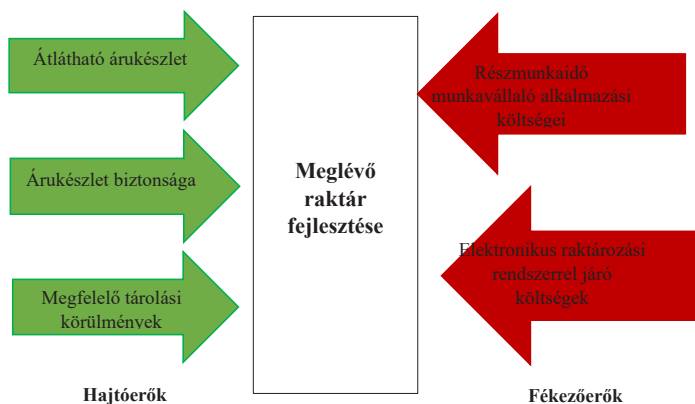 Átlátható árukészlet
Árukészlet biztonsága
Megfelelő tárolási
körülmények
Hajtóerők
Meglévő
raktár
fejlesztése
Részmunkaidő
munkavállaló alkalmazási
költségei
Elektronikus raktározási
rendszerrel járó
költségek
Fékezőerők